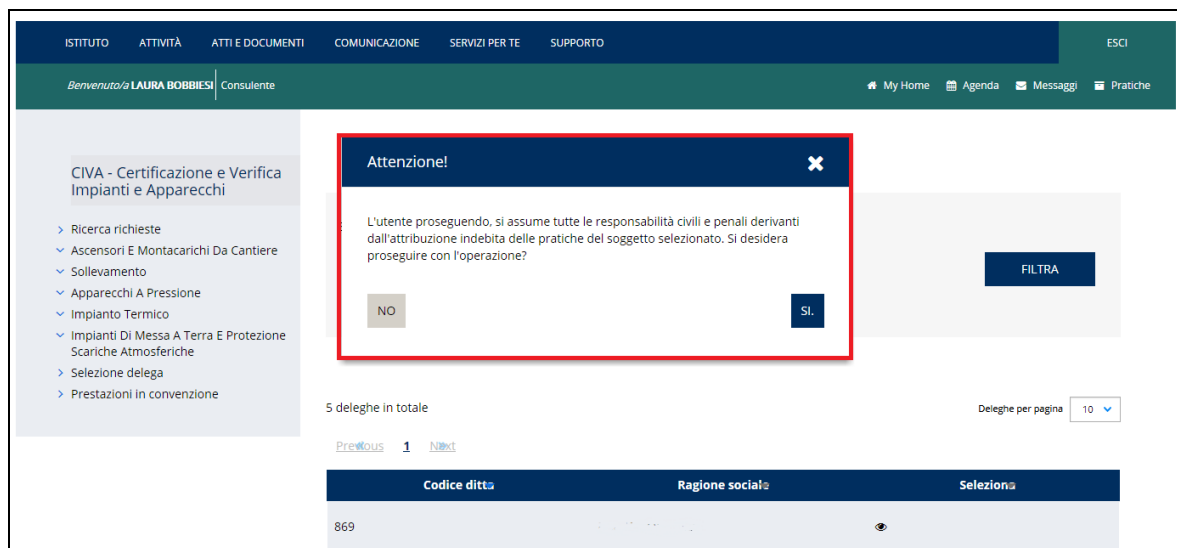 ISTITUTO ATTIVITÀ ATTI E DOCUMENTI COMUNICAZIONE SERVIZI PER TE SUPPORTO ESCI
Benvenuto/a LAURA BOBBIESI Consulente My Home Agenda Messaggi Pratiche
CIVA - Certificazione e Verifica
Impianti e Apparecchi
Ricerca richieste
Ascensori E Montacarichi Da Cantiere
Sollevamento
Apparecchi A Pressione
Impianto Termico
Impianti Di Messa A Terra E Protezione
Scariche Atmosferiche
Selezione delega
Prestazioni in convenzione
Attenzione!
L'utente proseguendo, si assume tutte le responsabilità civili e penali derivanti
dall'attribuzione indebita delle pratiche del soggetto selezionato. Si desidera
proseguire con l'operazione?
NO SI.
FILTRA
5 deleghe in totale Deleghe per pagina 10
Previous 1 Next
Codice ditta Ragione sociale Seleziona
869